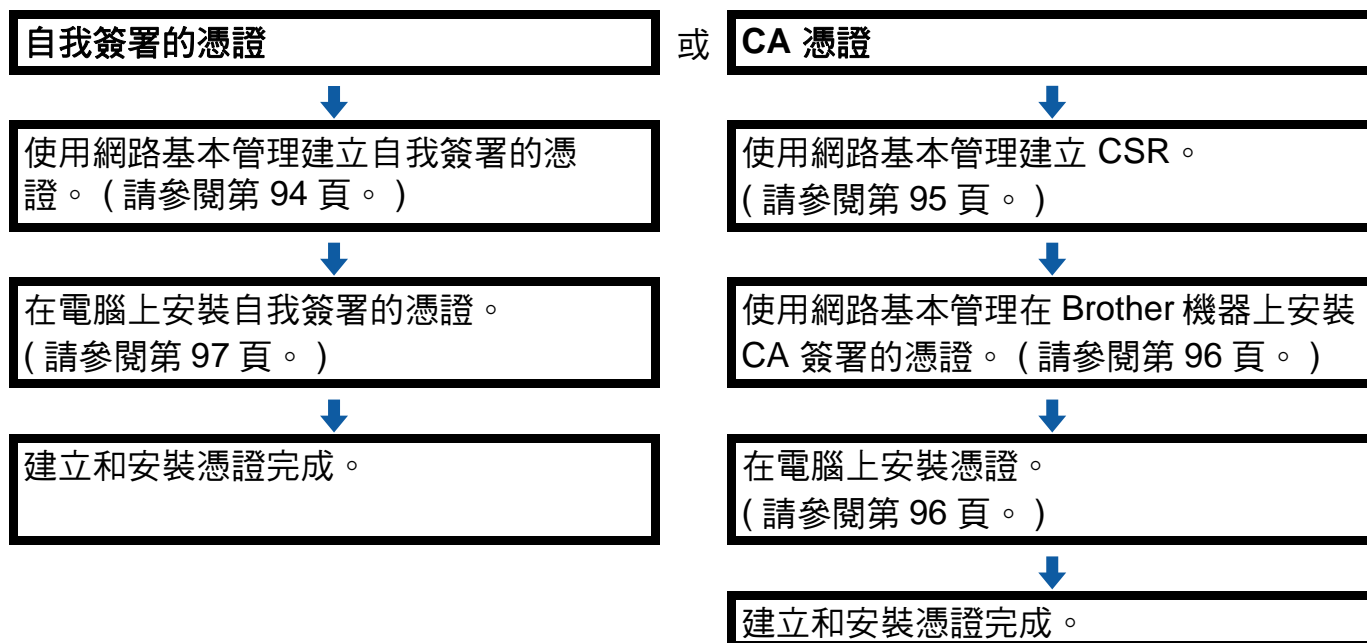 自我簽署的憑證
或
CA 憑證
使用網路基本管理建立自我簽署的憑
證。 ( 請參閱第 94 頁。 )
使用網路基本管理建立 CSR。
( 請參閱第 95 頁。 )
在電腦上安裝自我簽署的憑證。
( 請參閱第 97 頁。 )
使用網路基本管理在 Brother 機器上安裝
CA 簽署的憑證。 ( 請參閱第 96 頁。 )
建立和安裝憑證完成。
在電腦上安裝憑證。
( 請參閱第 96 頁。 )
建立和安裝憑證完成。